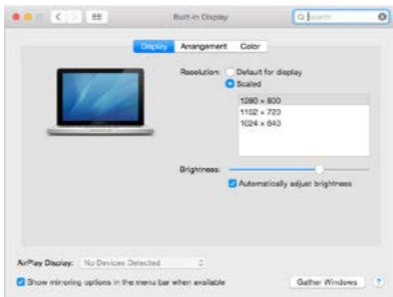 Built-in Display
Search
Display Arrangement Color
Resolution: Default for display
Scaled
1280 × 800
1152 × 720
1024 × 640
Brightness:
Automatically adjust brightness
AirPlay Display: No Devices Detected
Show mirroring options in the menu bar when available
Gather Windows ?